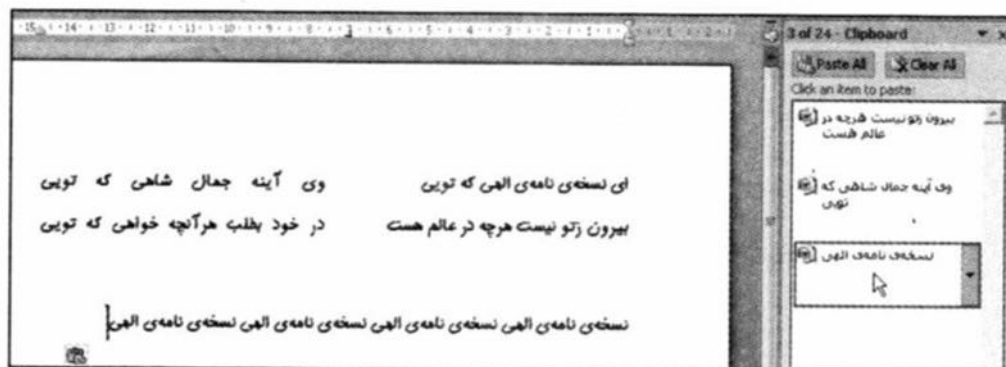 3 of 24 - Clipboard
Paste All Clear All
Click an item to paste:
بیرون زتو نیست هرچه در
عالم هست
وی آینه جمال شاهی که
تویی
نسخه‌ی نامه‌ی الهی
ای نسخه‌ی نامه‌ی الهی که تویی وی آینه جمال شاهی که تویی
بیرون زتو نیست هرچه در عالم هست در خود بطلب هرآنچه خواهی که تویی
نسخه‌ی نامه‌ی الهی نسخه‌ی نامه‌ی الهی نسخه‌ی نامه‌ی الهی نسخه‌ی نامه‌ی الهی